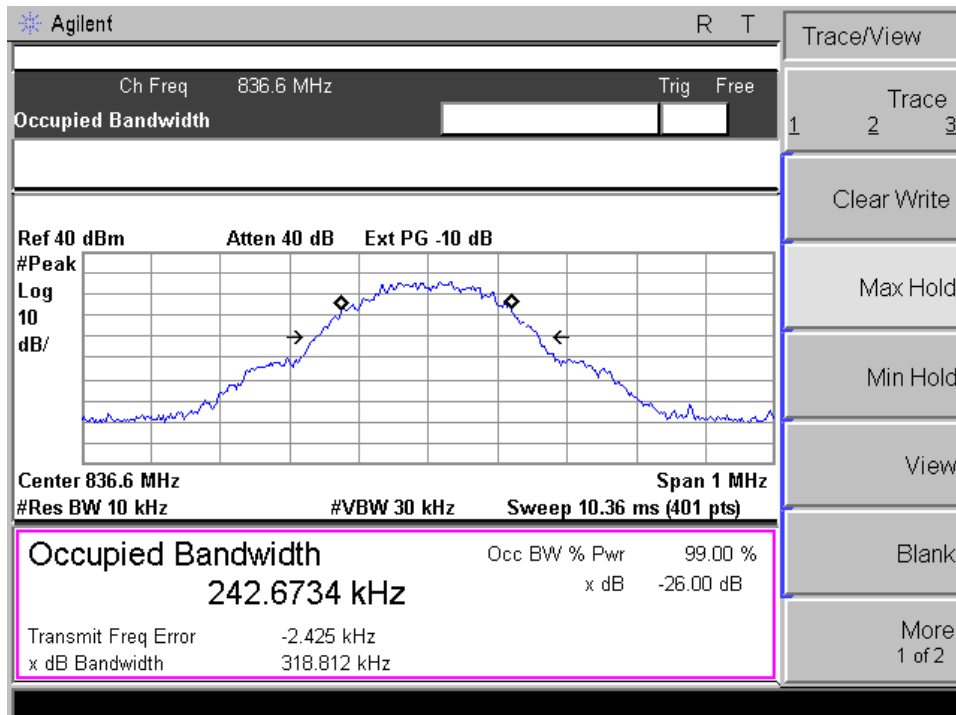 Agilent R T
Trace/View
Ch Freq 836.6 MHz Trig Free
Occupied Bandwidth
Trace
1 2 3
Clear Write
Ref 40 dBm Atten 40 dB Ext PG -10 dB
#Peak
Log
10
dB/
Max Hold
Min Hold
View
Center 836.6 MHz Span 1 MHz
#Res BW 10 kHz #VBW 30 kHz Sweep 10.36 ms (401 pts)
Occupied Bandwidth
242.6734 kHz
Occ BW % Pwr 99.00 %
x dB -26.00 dB
Transmit Freq Error -2.425 kHz
x dB Bandwidth 318.812 kHz
Blank
More
1 of 2